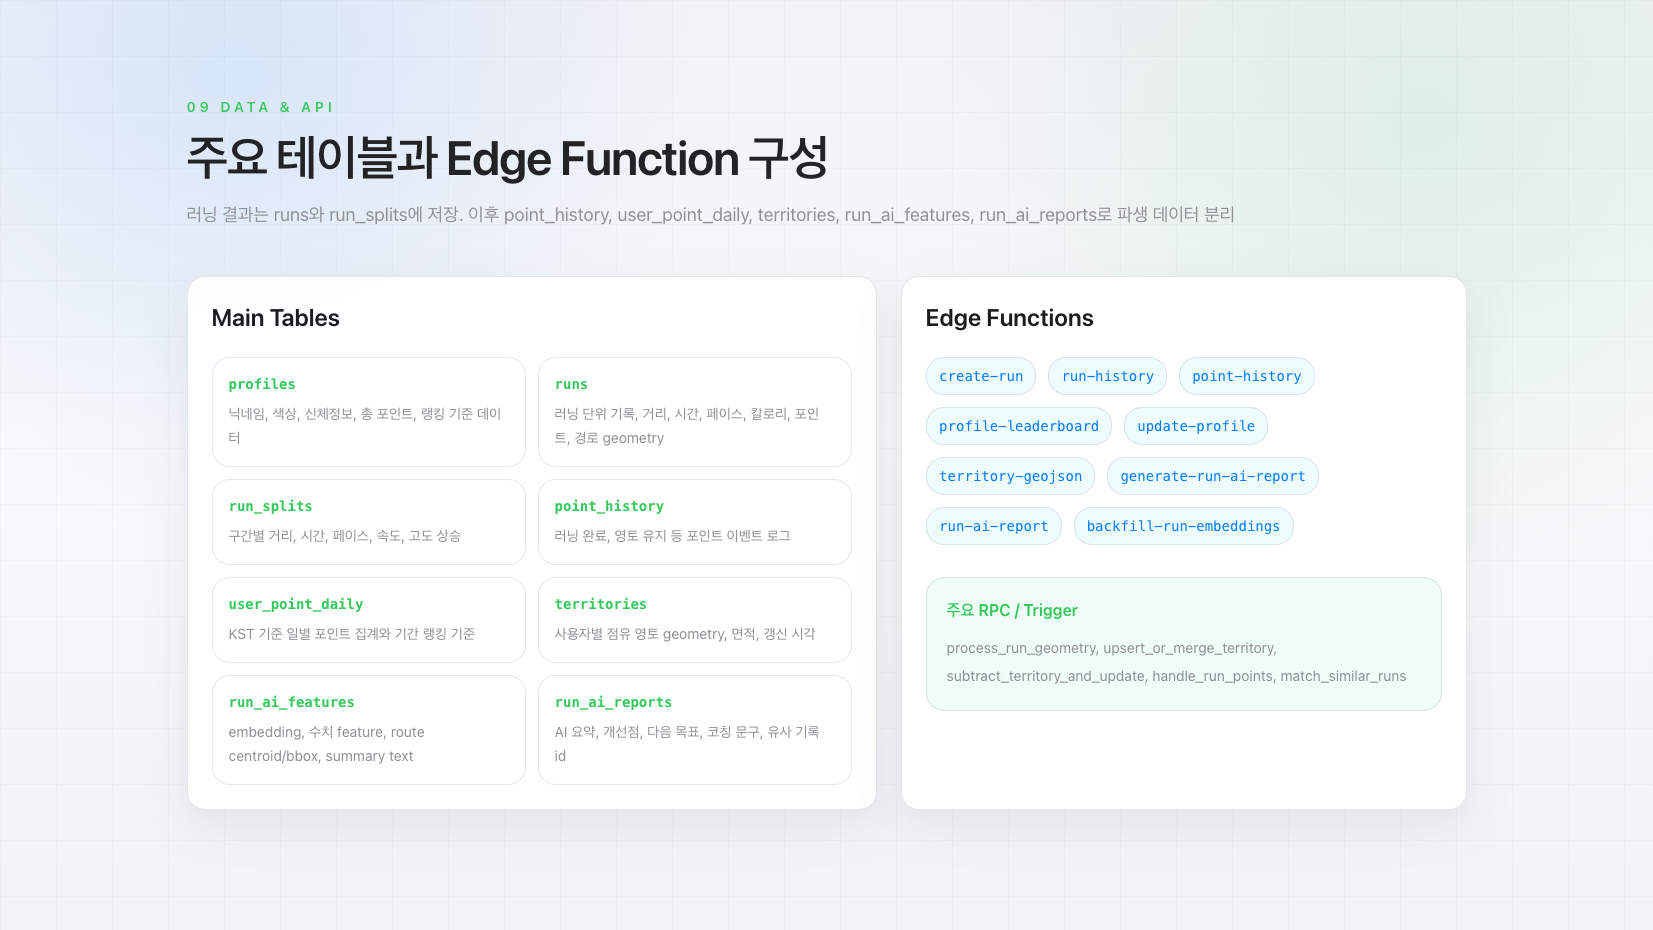 09 DATA & API
주요 테이블과 Edge Function 구성
러닝 결과는 runs와 run_splits에 저장. 이후 point_history, user_point_daily, territories, run_ai_features, run_ai_reports로 파생 데이터 분리
Main Tables
profiles
닉네임, 색상, 신체정보, 총 포인트, 랭킹 기준 데이
터
runs
러닝 단위 기록, 거리, 시간, 페이스, 칼로리, 포인
트, 경로 geometry
run_splits
구간별 거리, 시간, 페이스, 속도, 고도 상승
point_history
러닝 완료, 영토 유지 등 포인트 이벤트 로그
user_point_daily
KST 기준 일별 포인트 집계와 기간 랭킹 기준
territories
사용자별 점유 영토 geometry, 면적, 갱신 시각
run_ai_features
embedding, 수치 feature, route
centroid/bbox, summary text
run_ai_reports
AI 요약, 개선점, 다음 목표, 코칭 문구, 유사 기록
id
Edge Functions
create-run
run-history
point-history
profile-leaderboard
update-profile
territory-geojson
generate-run-ai-report
run-ai-report
backfill-run-embeddings
주요 RPC / Trigger
process_run_geometry, upsert_or_merge_territory,
subtract_territory_and_update, handle_run_points, match_similar_runs